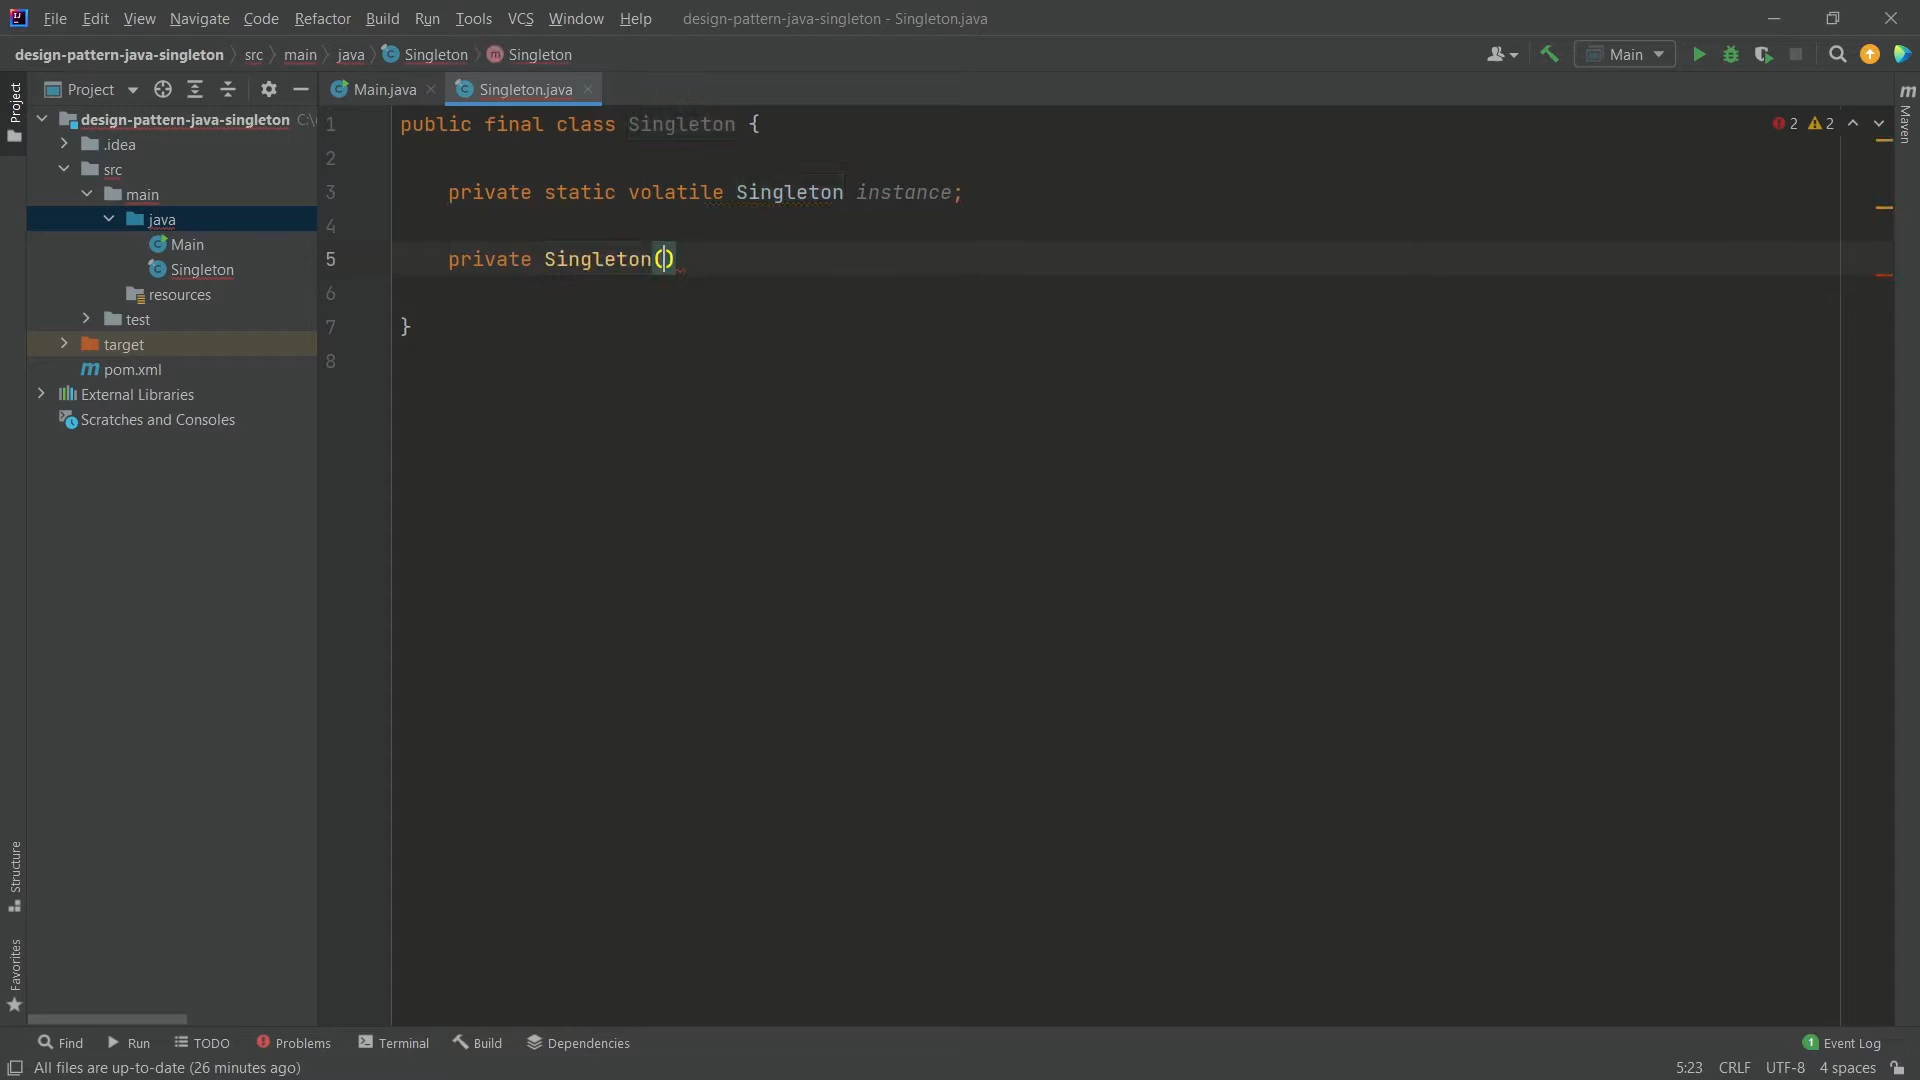 File Edit View Navigate Code Refactor Build Run Tools VCS Window Help design-pattern-java-singleton - Singleton.java
design-pattern-java-singleton src main java Singleton Singleton Main
Project Main.java Singleton.java
Project
Maven
design-pattern-java-singleton C:\
.idea
src
main
java
Main
Singleton
resources
test
target
pom.xml
External Libraries
Scratches and Consoles
1 public final class Singleton {
2
3 private static volatile Singleton instance;
4
5 private Singleton()
6
7 }
8
2 2
Structure
Favorites
Find Run TODO Problems Terminal Build Dependencies 1 Event Log
All files are up-to-date (26 minutes ago) 5:23 CRLF UTF-8 4 spaces